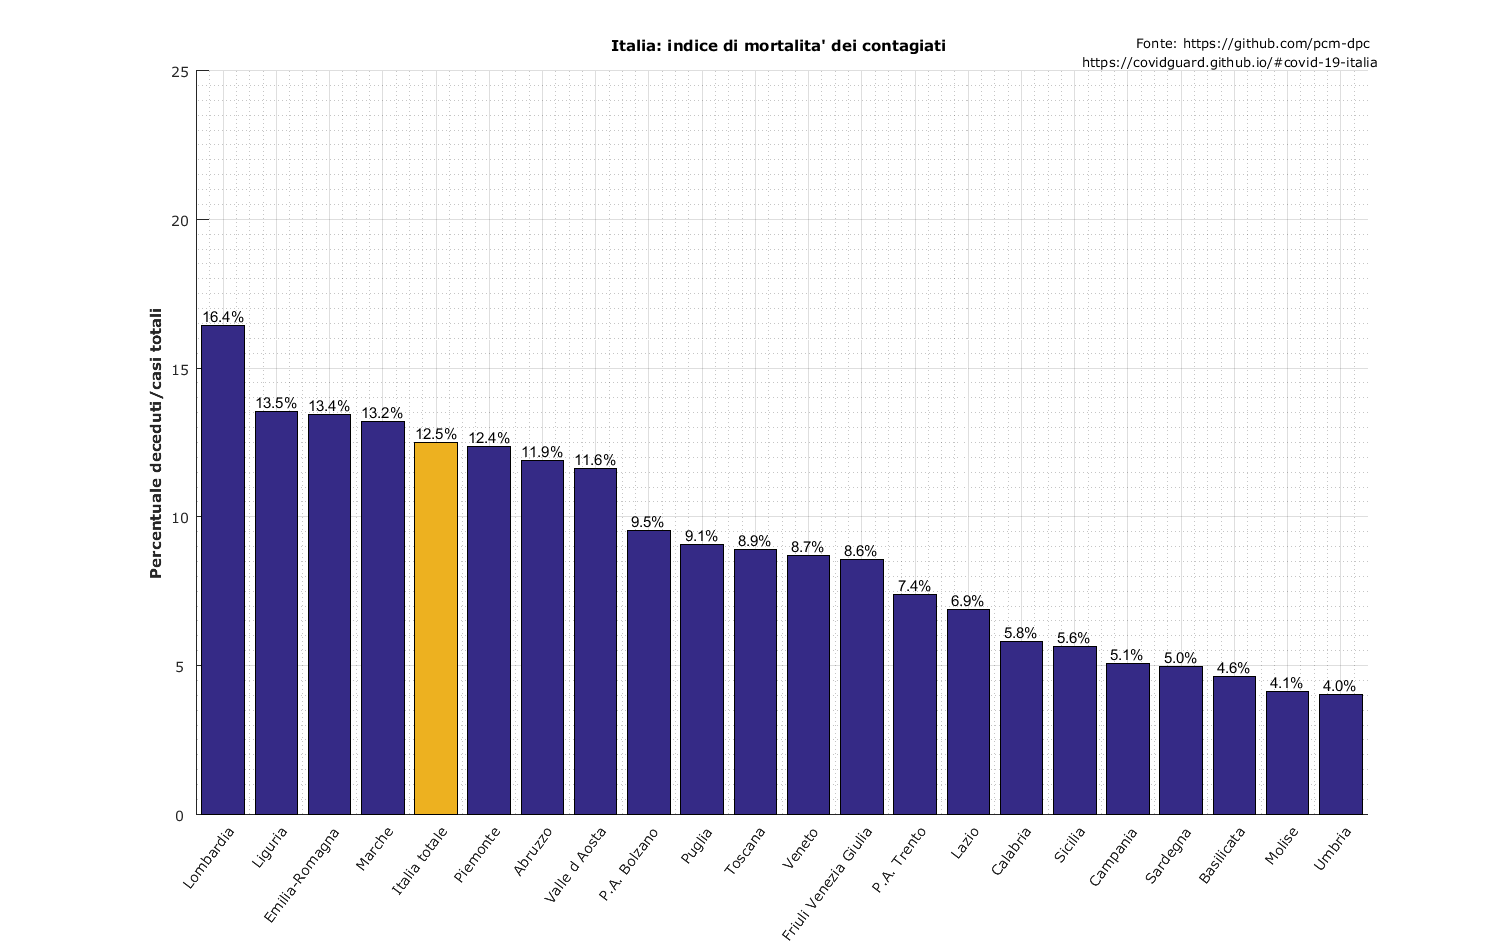 Italia: indice di mortalita' dei contagiati
Fonte: https://github.com/pcm-dpc
https://covidguard.github.io/#covid-19-italia
Percentuale deceduti/casi totali
25
20
15
10
5
0
16.4%
13.5%
13.4%
13.2%
12.5%
12.4%
11.9%
11.6%
9.5%
9.1%
8.9%
8.7%
8.6%
7.4%
6.9%
5.8%
5.6%
5.1%
5.0%
4.6%
4.1%
4.0%
Lombardia
Liguria
Emilia-Romagna
Marche
Italia totale
Piemonte
Abruzzo
Valle d Aosta
P.A. Bolzano
Puglia
Toscana
Veneto
Friuli Venezia Giulia
P.A. Trento
Lazio
Calabria
Sicilia
Campania
Sardegna
Basilicata
Molise
Umbria